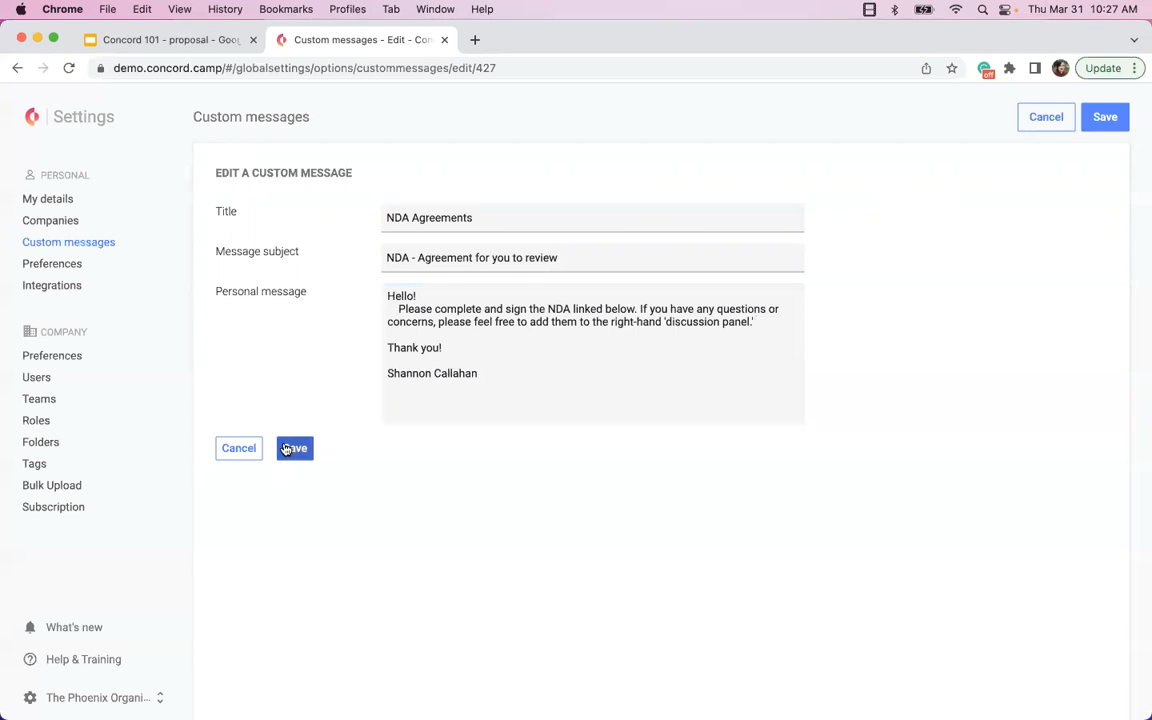 Chrome File Edit View History Bookmarks Profiles Tab Window Help Thu Mar 31 10:27 AM
Concord 101 - proposal - Goog
Custom messages - Edit - Con
demo.concord.camp/#/globalsettings/options/custommessages/edit/427
off
Update
Settings
Custom messages
Cancel
Save
PERSONAL
My details
Companies
Custom messages
Preferences
Integrations
COMPANY
Preferences
Users
Teams
Roles
Folders
Tags
Bulk Upload
Subscription
What's new
Help & Training
The Phoenix Organi...
EDIT A CUSTOM MESSAGE
Title
NDA Agreements
Message subject
NDA - Agreement for you to review
Personal message
Hello!
Please complete and sign the NDA linked below. If you have any questions or
concerns, please feel free to add them to the right-hand 'discussion panel.'
Thank you!
Shannon Callahan
Cancel
Save